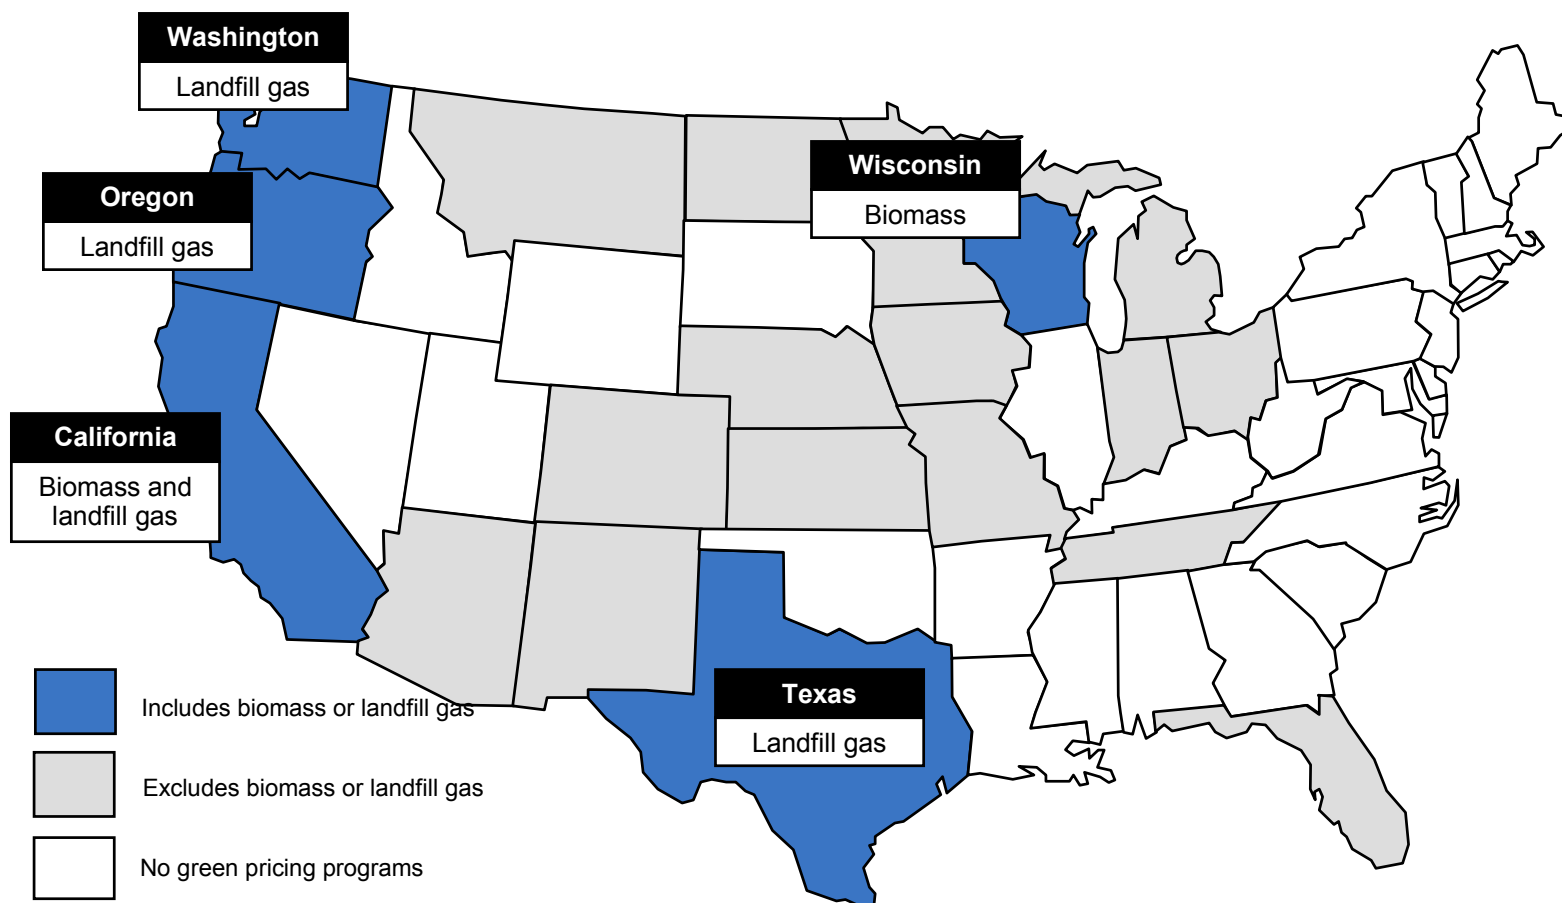 Washington
Landfill gas
Oregon
Landfill gas
Wisconsin
Biomass
California
Biomass and
landfill gas
Texas
Landfill gas
Includes biomass or landfill gas
Excludes biomass or landfill gas
No green pricing programs